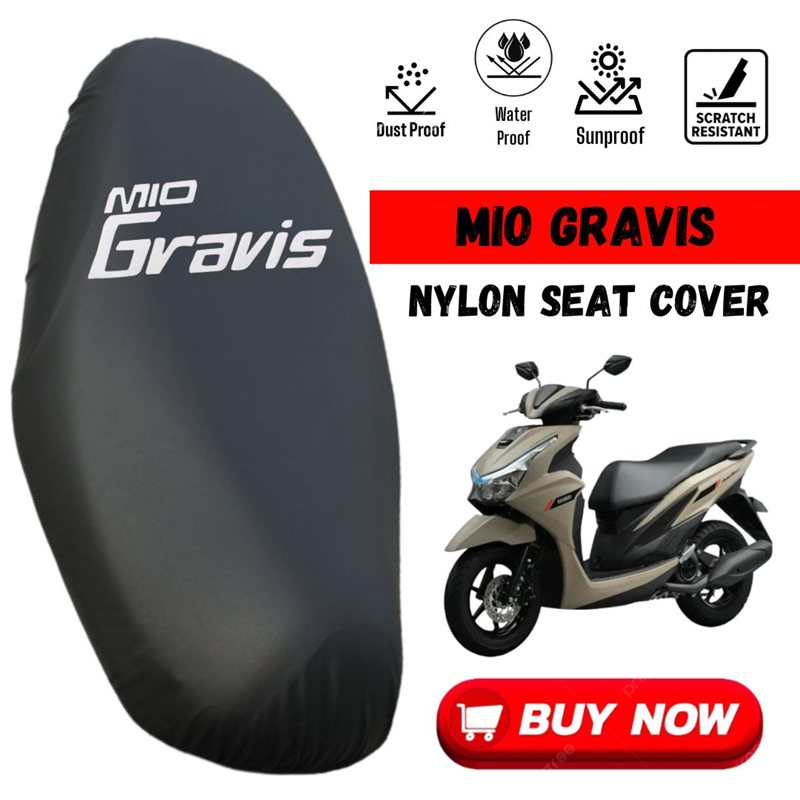 MIO
Gravis
Dust Proof
Water
Proof
Sunproof
SCRATCH
RESISTANT
MIO GRAVIS
NYLON SEAT COVER
BUY NOW